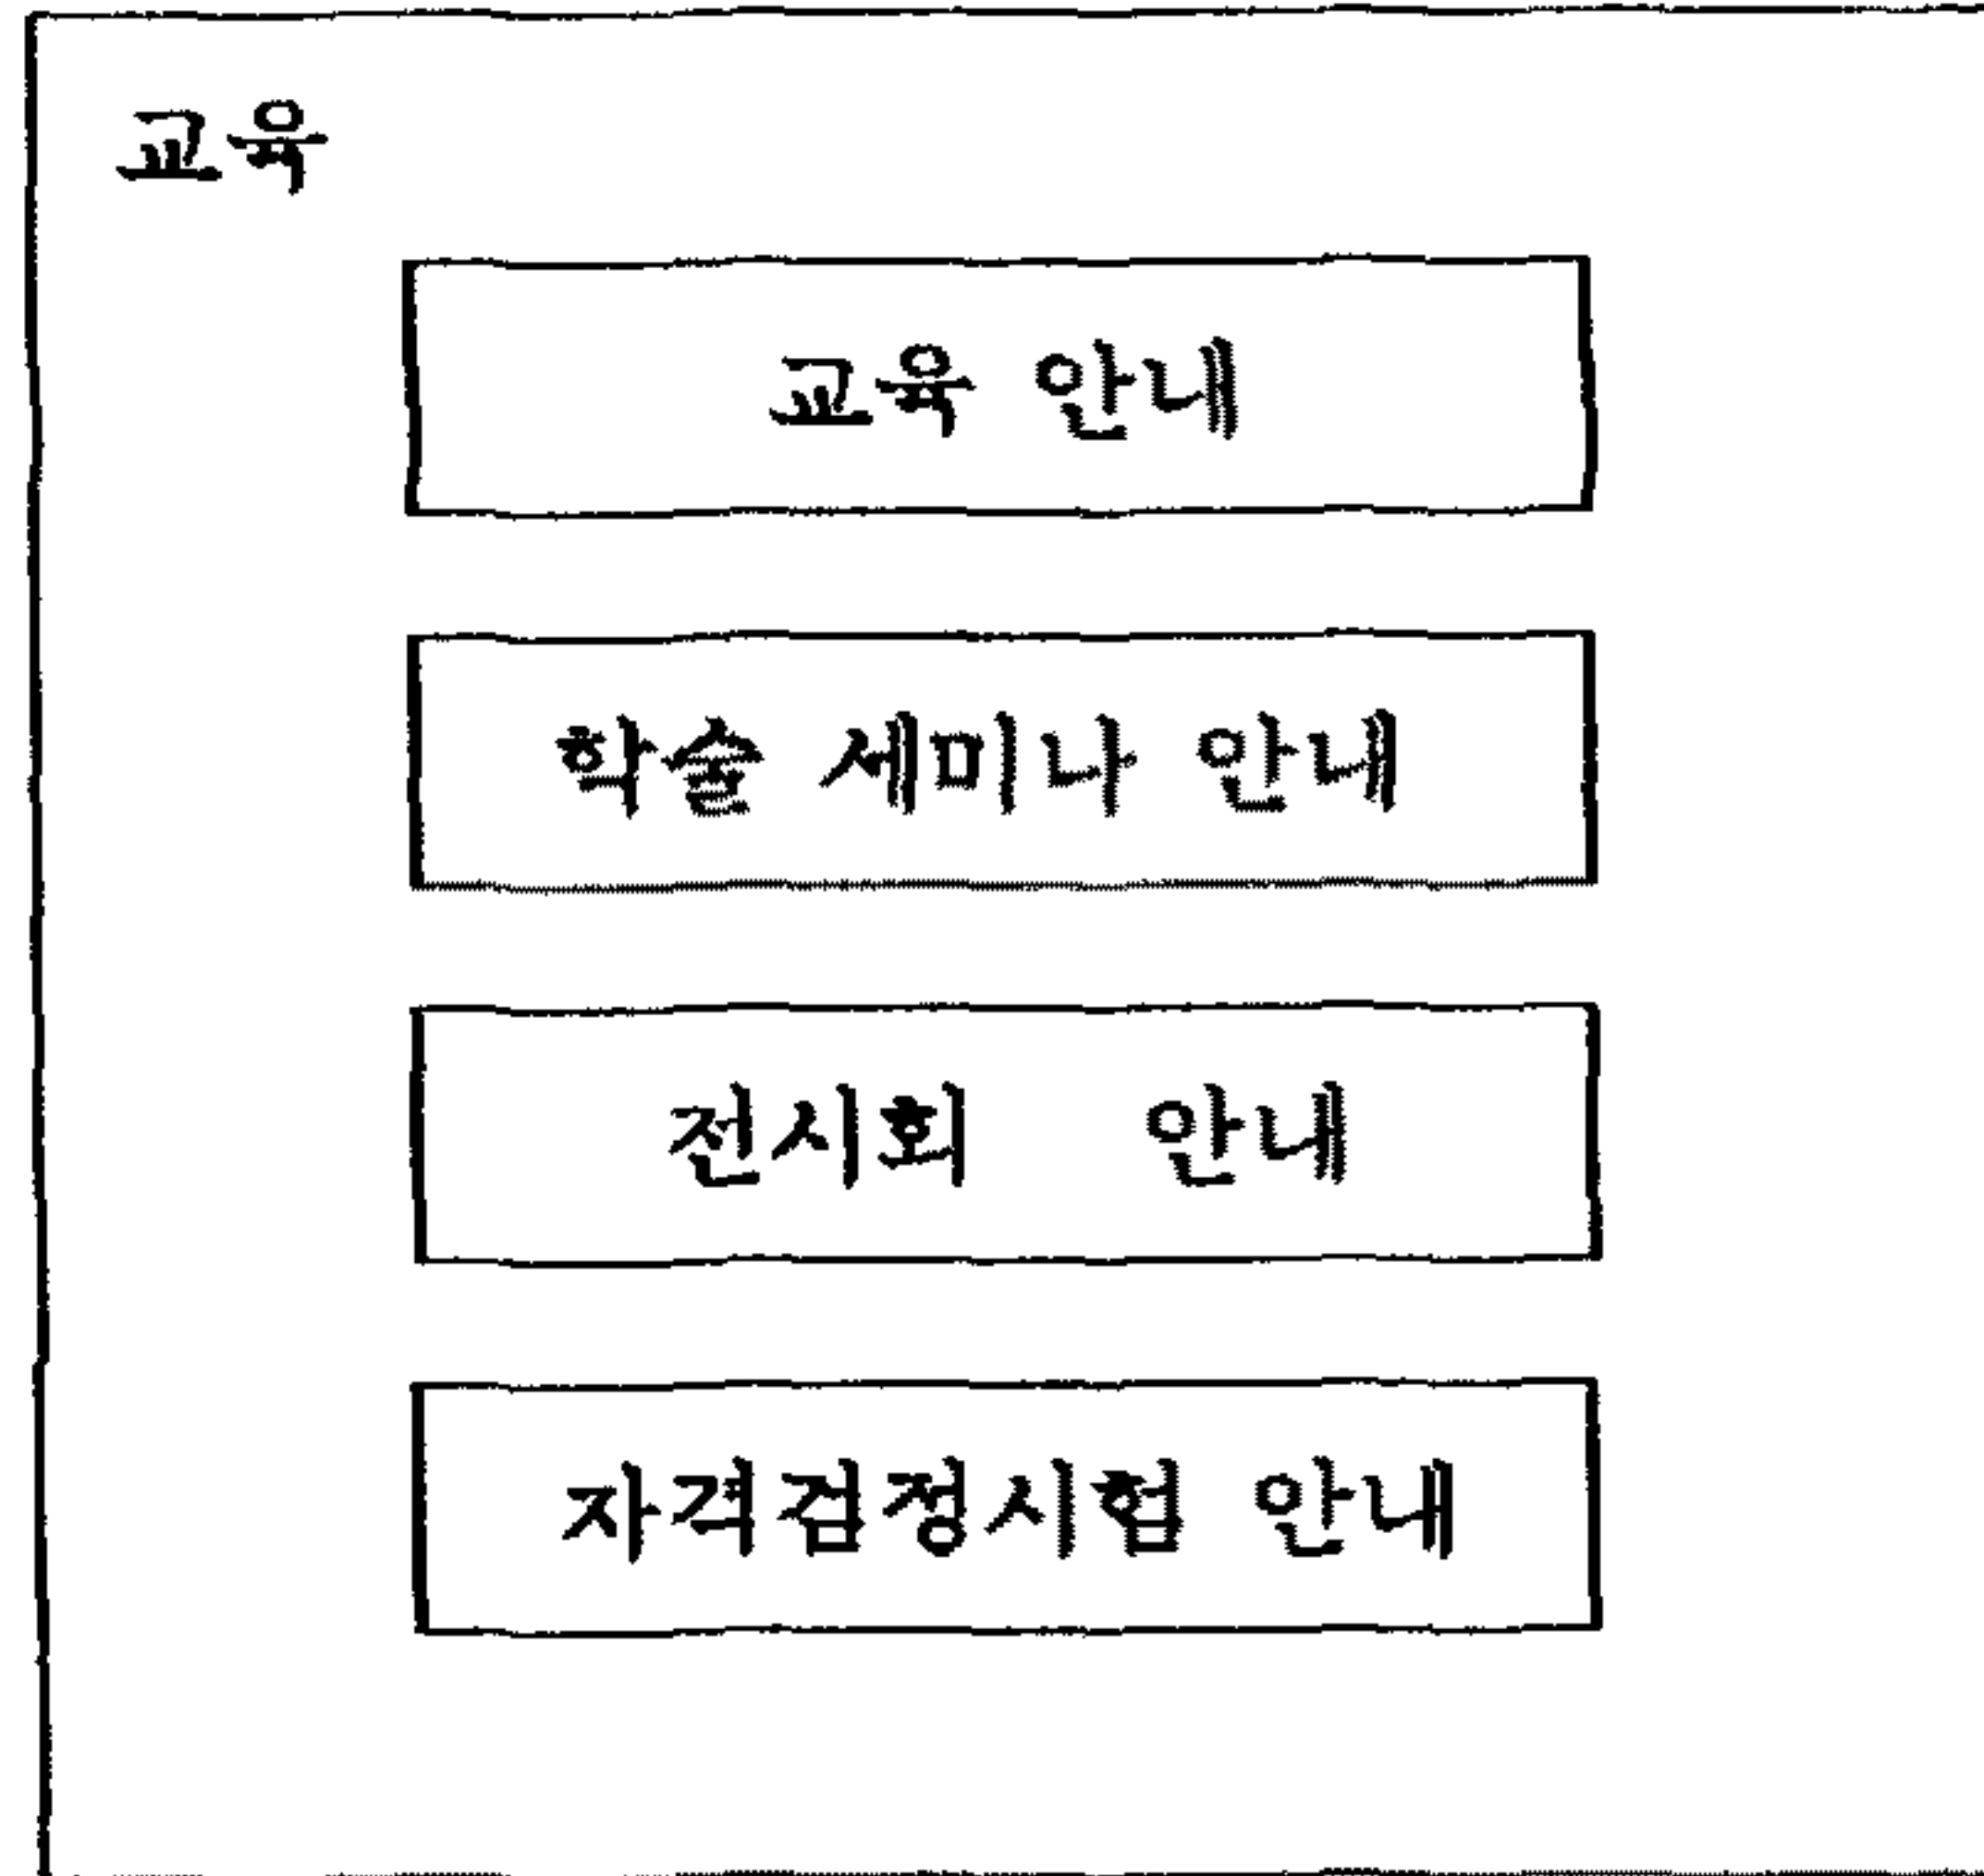 교육
교육 안내
학술 세미나 안내
전시회 안내
자격검정시험 안내